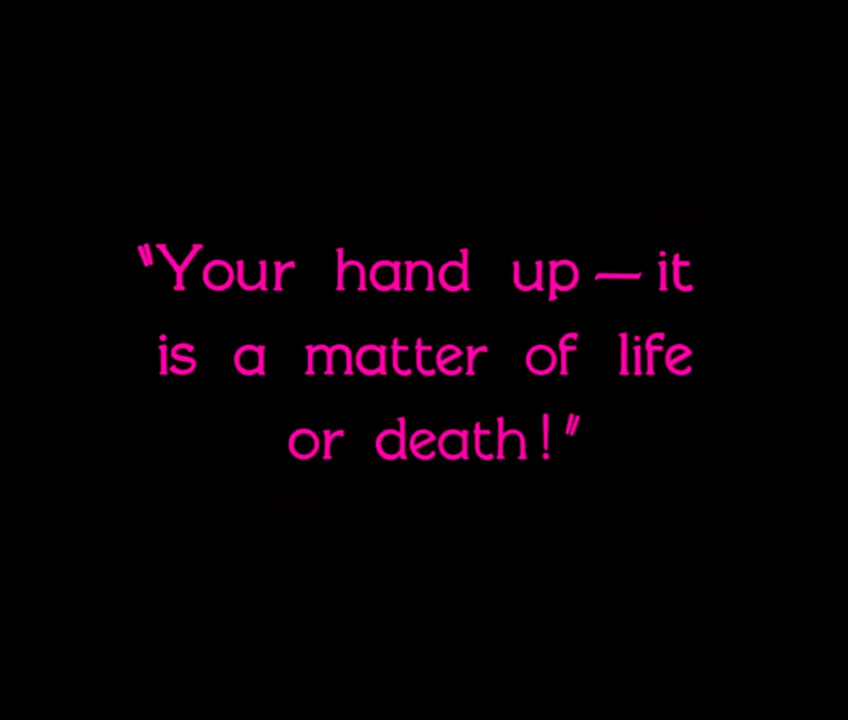 "Your hand up — it
is a matter of life
or death!"